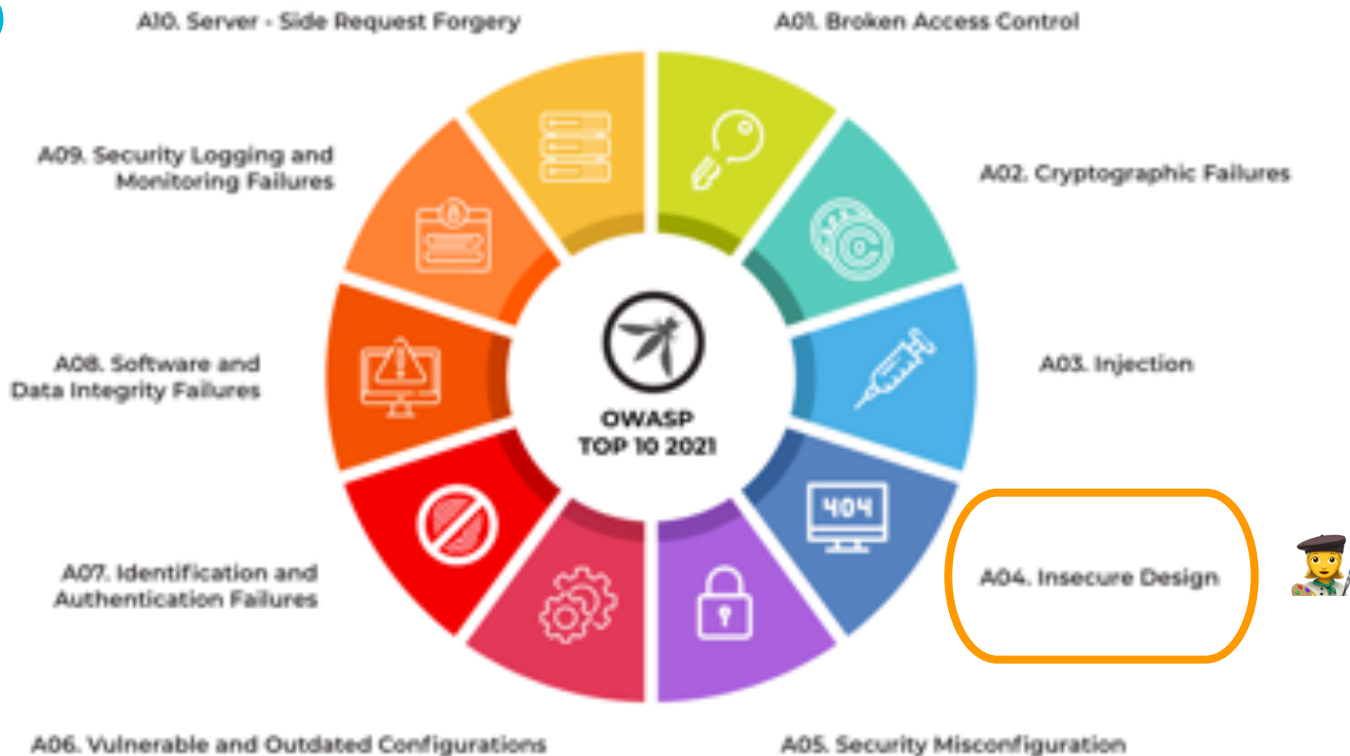 A10. Server - Side Request Forgery
A01. Broken Access Control
A09. Security Logging and
Monitoring Failures
A02. Cryptographic Failures
A08. Software and
Data Integrity Failures
OWASP
TOP 10 2021
A03. Injection
404
A07. Identification and
Authentication Failures
A04. Insecure Design
A06. Vulnerable and Outdated Configurations
A05. Security Misconfiguration